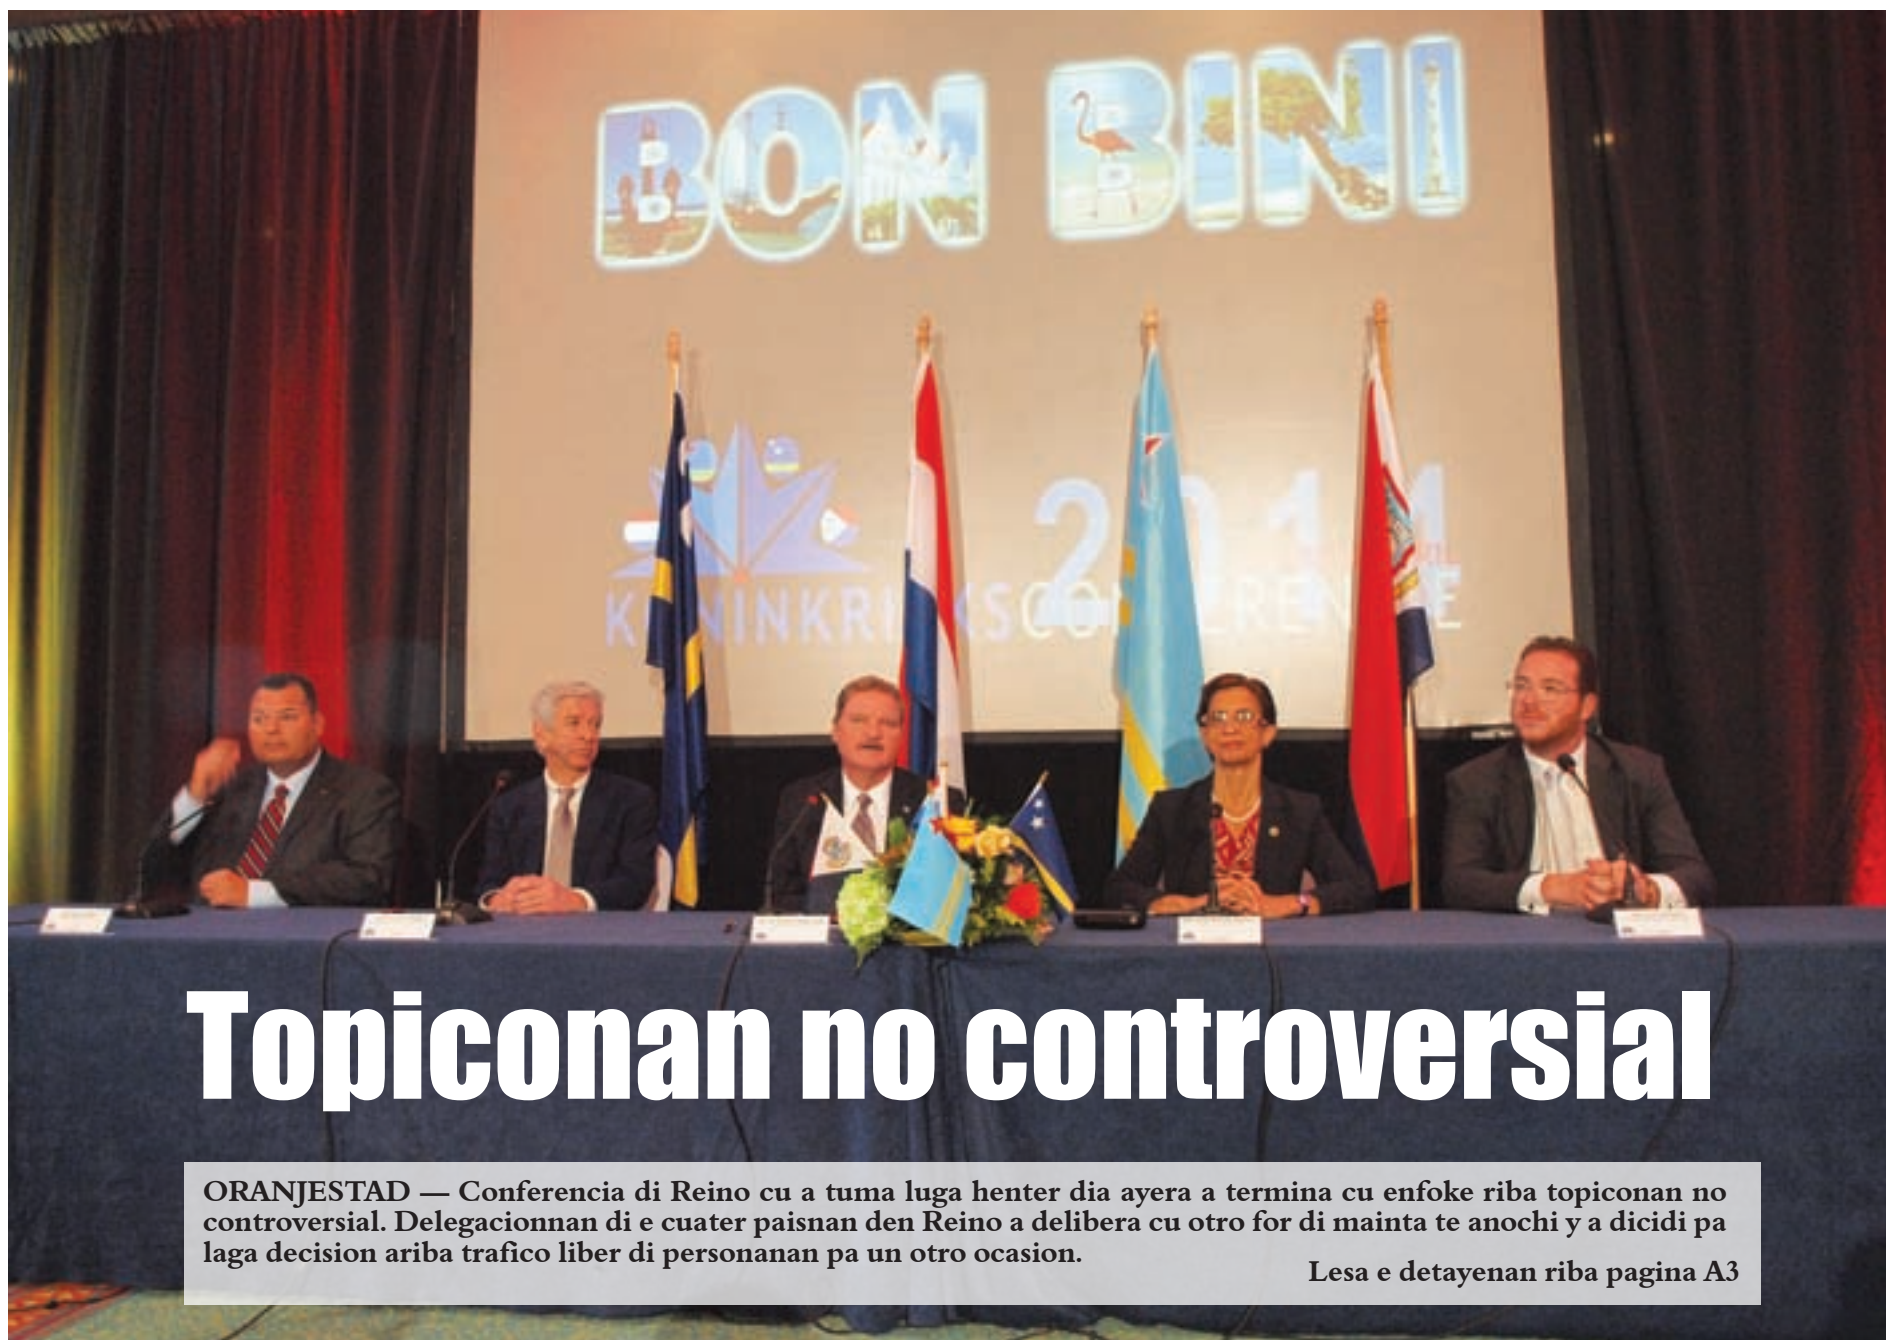 BON BINI
2014
KONINKRIJKSCONFERENTIE
Topiconan no controversial
ORANJESTAD — Conferencia di Reino cu a tuma luga henter dia ayera a termina cu enfoke riba topiconan no
controversial. Delegacionnan di e cuater paisnan den Reino a delibera cu otro for di mainta te anochi y a dicidi pa
laga decision ariba trafico liber di personanan pa un otro ocasion.
Lesa e detayenan riba pagina A3